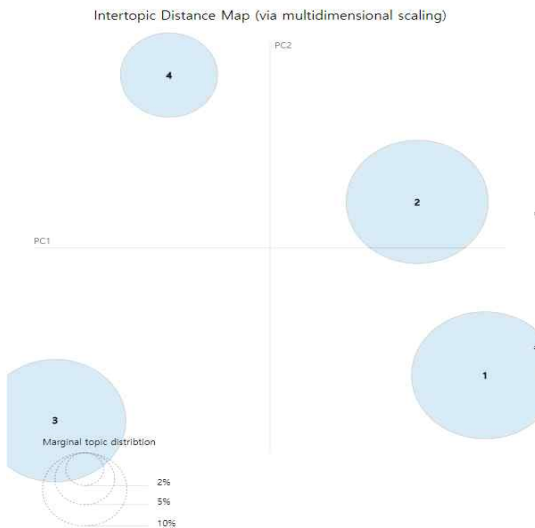 Intertopic Distance Map (via multidimensional scaling)
PC2
4
2
PC1
1
3
Marginal topic distribtion
2%
5%
10%